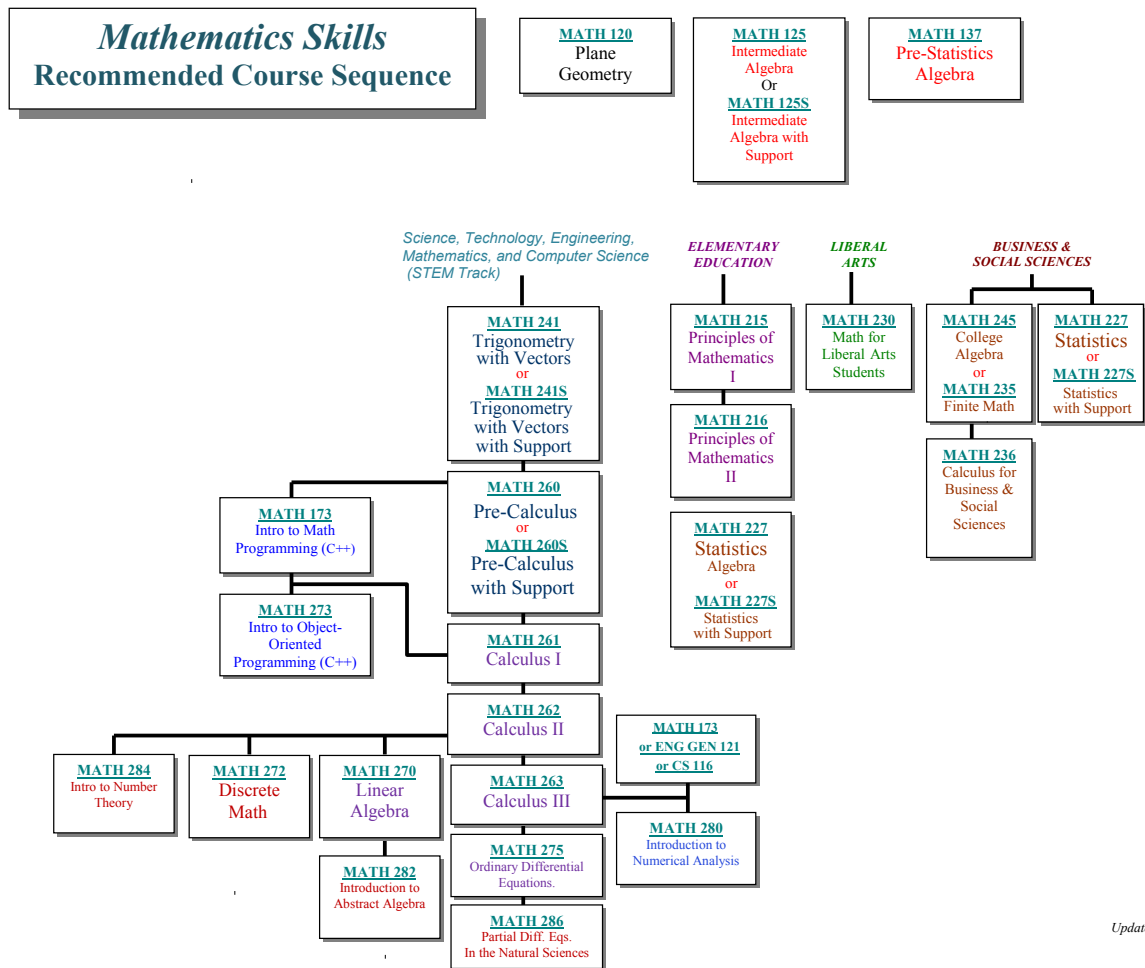 Mathematics Skills
Recommended Course Sequence
MATH 120
Plane
Geometry
MATH 125
Intermediate
Algebra
Or
MATH 125S
Intermediate
Algebra with
Support
MATH 137
Pre-Statistics
Algebra
Science, Technology, Engineering,
Mathematics, and Computer Science
(STEM Track)
ELEMENTARY
EDUCATION
LIBERAL
ARTS
BUSINESS &
SOCIAL SCIENCES
MATH 241
Trigonometry
with Vectors
or
MATH 241S
Trigonometry
with Vectors
with Support
MATH 215
Principles of
Mathematics
I
MATH 230
Math for
Liberal Arts
Students
MATH 245
College
Algebra
or
MATH 235
Finite Math
MATH 227
Statistics
or
MATH 227S
Statistics
with Support
MATH 216
Principles of
Mathematics
II
MATH 236
Calculus for
Business &
Social
Sciences
MATH 260
Pre-Calculus
or
MATH 260S
Pre-Calculus
with Support
MATH 173
Intro to Math
Programming (C++)
MATH 227
Statistics
Algebra
or
MATH 227S
Statistics
with Support
MATH 273
Intro to Object-
Oriented
Programming (C++)
MATH 261
Calculus I
MATH 262
Calculus II
MATH 173
or ENG GEN 121
or CS 116
MATH 284
Intro to Number
Theory
MATH 272
Discrete
Math
MATH 270
Linear
Algebra
MATH 263
Calculus III
MATH 280
Introduction to
Numerical Analysis
MATH 275
Ordinary Differential
Equations.
MATH 282
Introduction to
Abstract Algebra
MATH 286
Partial Diff. Eqs.
In the Natural Sciences
Updat